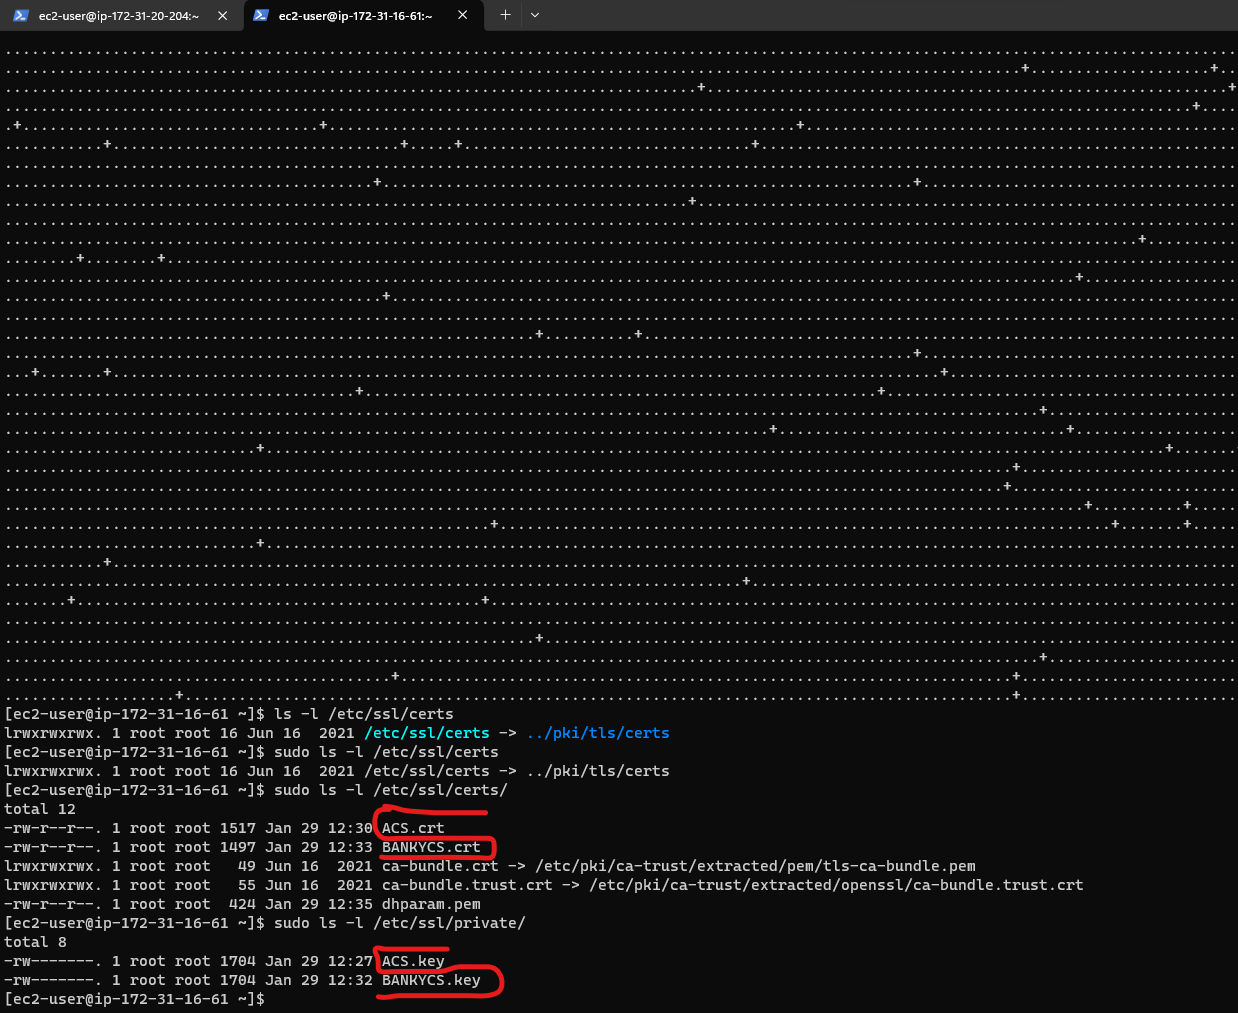 ec2-user@ip-172-31-20-204:~
ec2-user@ip-172-31-16-61:~
[ec2-user@ip-172-31-16-61 ~]$ ls -l /etc/ssl/certs
lrwxrwxrwx. 1 root root 16 Jun 16  2021 /etc/ssl/certs -> ../pki/tls/certs
[ec2-user@ip-172-31-16-61 ~]$ sudo ls -l /etc/ssl/certs
lrwxrwxrwx. 1 root root 16 Jun 16  2021 /etc/ssl/certs -> ../pki/tls/certs
[ec2-user@ip-172-31-16-61 ~]$ sudo ls -l /etc/ssl/certs/
total 12
-rw-r--r--. 1 root root 1517 Jan 29 12:30 ACS.crt
-rw-r--r--. 1 root root 1497 Jan 29 12:33 BANKYCS.crt
lrwxrwxrwx. 1 root root   49 Jun 16  2021 ca-bundle.crt -> /etc/pki/ca-trust/extracted/pem/tls-ca-bundle.pem
lrwxrwxrwx. 1 root root   55 Jun 16  2021 ca-bundle.trust.crt -> /etc/pki/ca-trust/extracted/openssl/ca-bundle.trust.crt
-rw-r--r--. 1 root root  424 Jan 29 12:35 dhparam.pem
[ec2-user@ip-172-31-16-61 ~]$ sudo ls -l /etc/ssl/private/
total 8
-rw-------. 1 root root 1704 Jan 29 12:27 ACS.key
-rw-------. 1 root root 1704 Jan 29 12:32 BANKYCS.key
[ec2-user@ip-172-31-16-61 ~]$